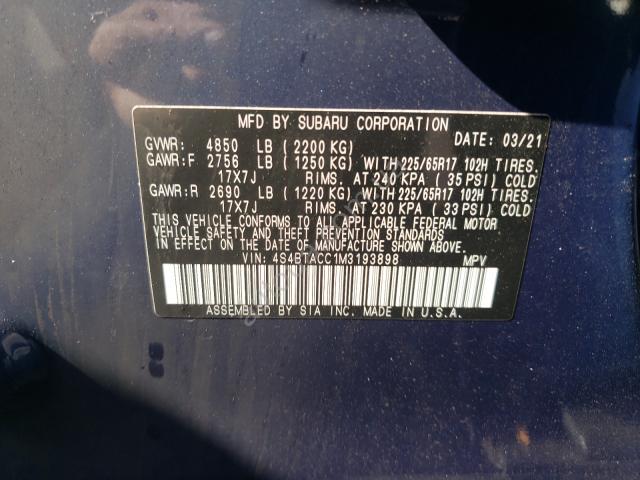 MFD BY SUBARU CORPORATION
GVWR: 4850 LB (2200 KG) DATE: 03/21
GAWR:F 2756 LB (1250 KG) WITH 225/65R17 102H TIRES.
17X7J RIMS. AT 240 KPA (35 PSI) COLD
GAWR:R 2690 LB (1220 KG) WITH 225/65R17 102H TIRES.
17X7J RIMS. AT 230 KPA (33 PSI) COLD
THIS VEHICLE CONFORMS TO ALL APPLICABLE FEDERAL MOTOR
VEHICLE SAFETY AND THEFT PREVENTION STANDARDS IN EFFECT ON THE
DATE OF MANUFACTURE SHOWN ABOVE.
VIN: 4S4BTACC1M3193898 MPV
ASSEMBLED BY SIA INC. MADE IN U.S.A.